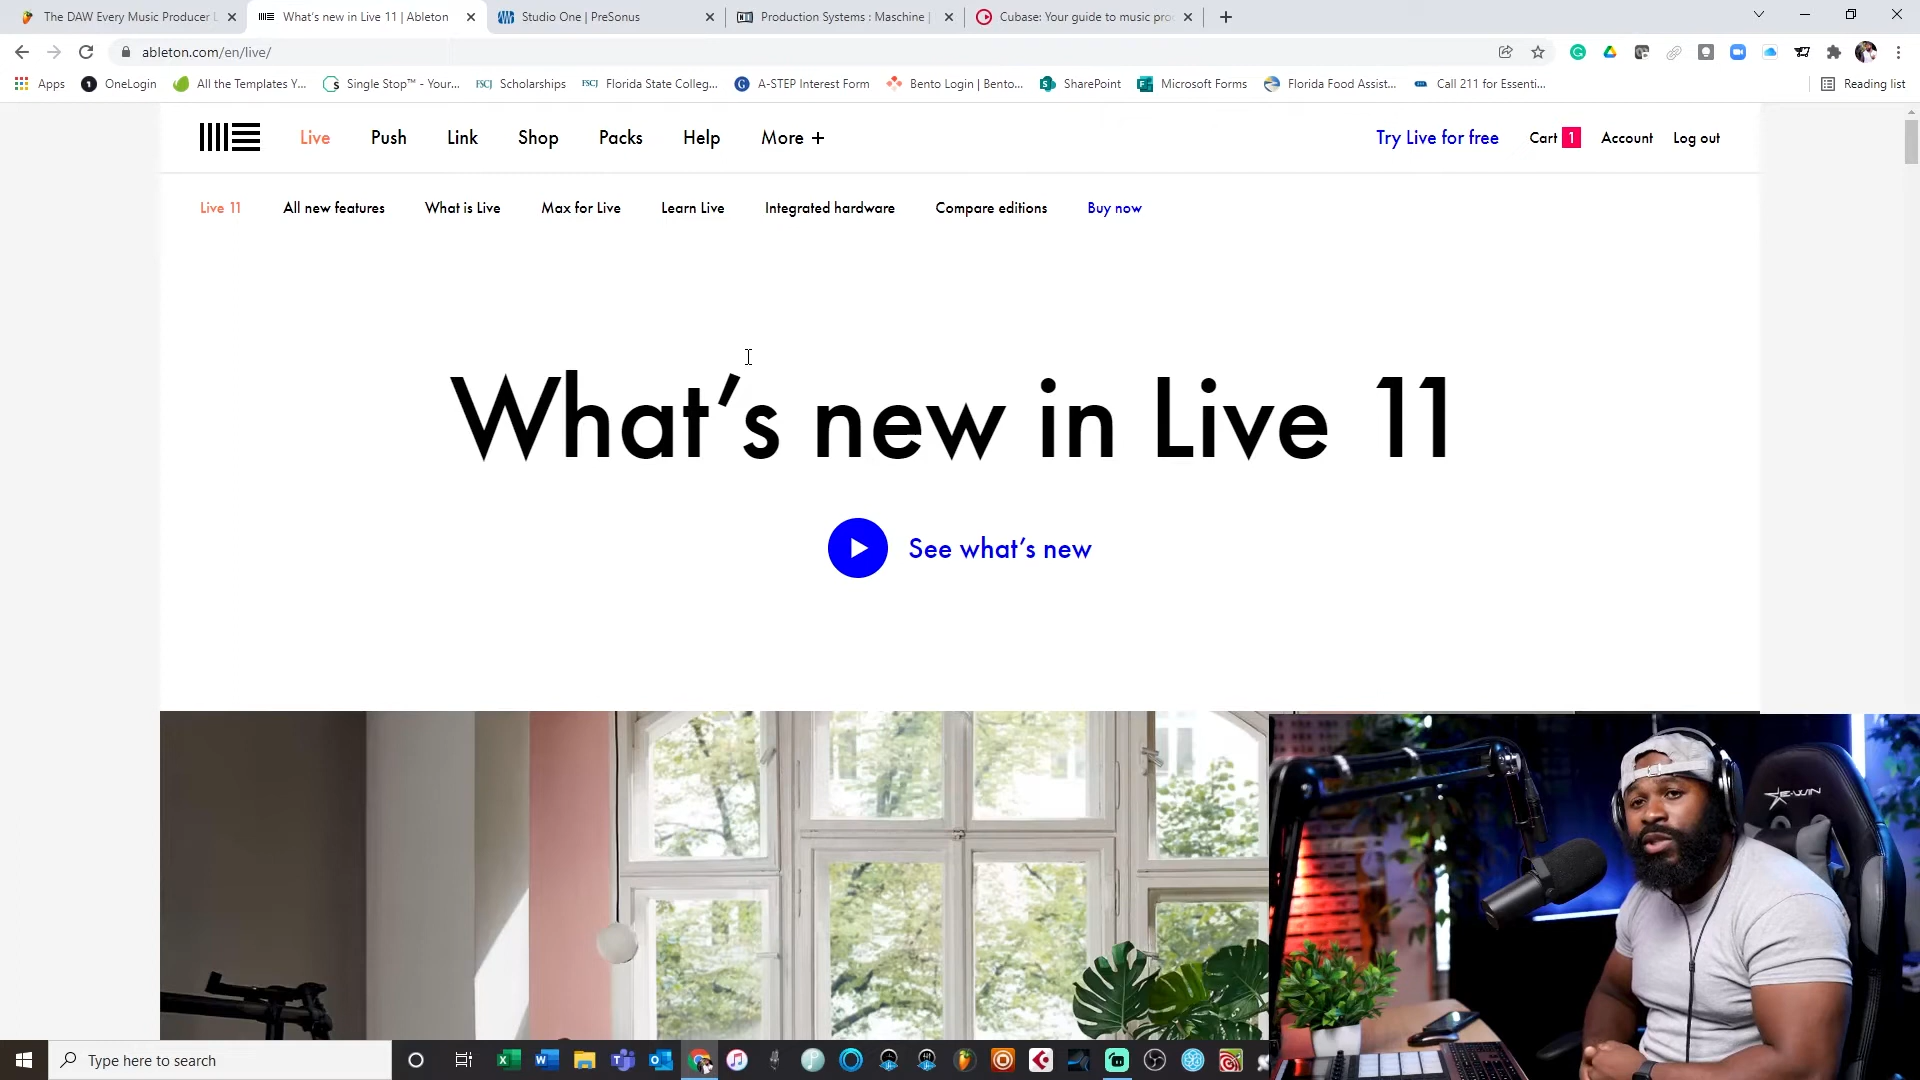 The DAW Every Music Producer L
What's new in Live 11 | Ableton
Studio One | PreSonus
Production Systems : Maschine |
Cubase: Your guide to music pro
ableton.com/en/live/
Apps
OneLogin
All the Templates Y...
Single Stop™ - Your...
FSCJ Scholarships
FSCJ Florida State Colleg...
A-STEP Interest Form
Bento Login | Bento...
SharePoint
Microsoft Forms
Florida Food Assist...
Call 211 for Essenti...
Reading list
Live
Push
Link
Shop
Packs
Help
More +
Try Live for free
Cart 1
Account
Log out
Live 11
All new features
What is Live
Max for Live
Learn Live
Integrated hardware
Compare editions
Buy now
What's new in Live 11
See what's new
E-WIN
Type here to search